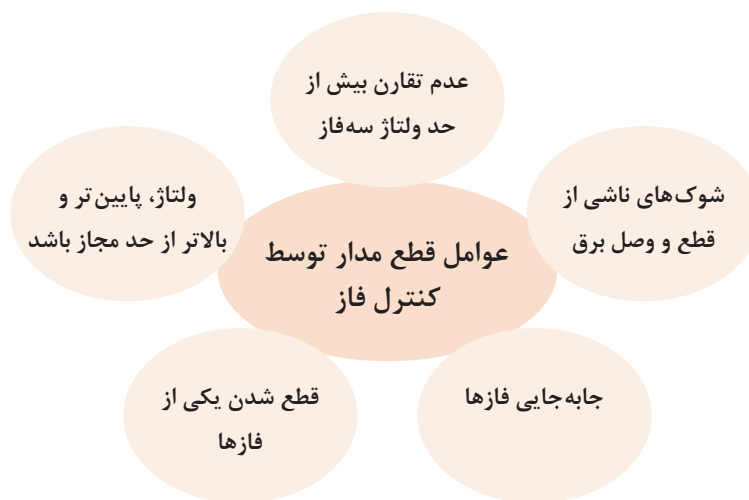 عدم تقارن بیش از
حد ولتاژ سه‌فاز
شوک‌های ناشی از
قطع و وصل برق
ولتاژ، پایین‌تر و
بالاتر از حد مجاز باشد
عوامل قطع مدار توسط
کنترل فاز
جابه‌جایی فازها
قطع شدن یکی از
فازها